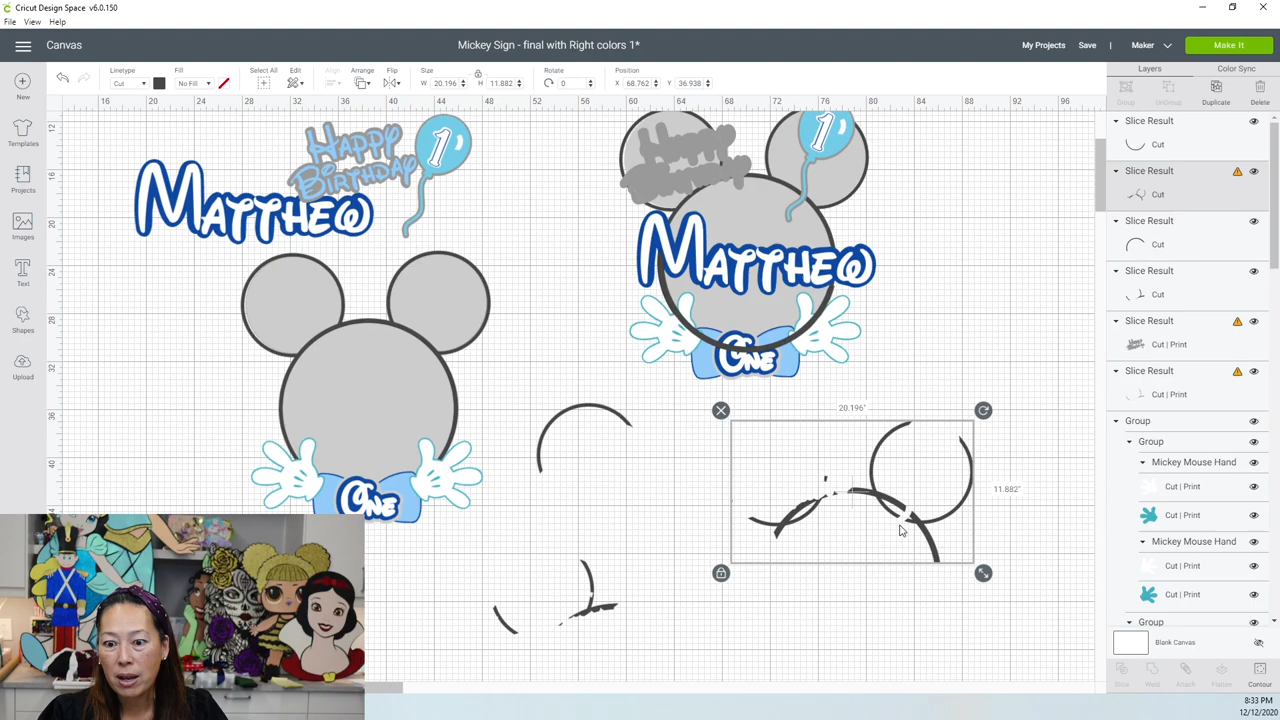 Cricut Design Space v6.0.150
File View Help
Canvas
Mickey Sign - final with Right colors 1*
My Projects Save | Maker Make It
Linetype Fill Select All Edit Align Arrange Flip Size Rotate Position
Cut No Fill W 20.196 H 11.882 0 X 68.762 Y 36.938
Layers Color Sync
Group UnGroup Duplicate Delete
16 20 24 28 32 36 40 44 48 52 56 60 64 68 72 76 80 84 88 92 96
12
16
20
24
28
32
36
40
New
Templates
Projects
Images
Text
Shapes
Upload
Happy
Birthday
1
Matthew
One
Happy
Birthday
1
Matthew
One
20.196"
11.882"
Slice Result
Cut
Slice Result
Cut
Slice Result
Cut
Slice Result
Cut
Slice Result
Cut | Print
Slice Result
Cut | Print
Group
Group
Mickey Mouse Hand
Cut | Print
Cut | Print
Mickey Mouse Hand
Cut | Print
Cut | Print
Group
Blank Canvas
Slice Weld Attach Flatten Contour
8:33 PM
12/12/2020